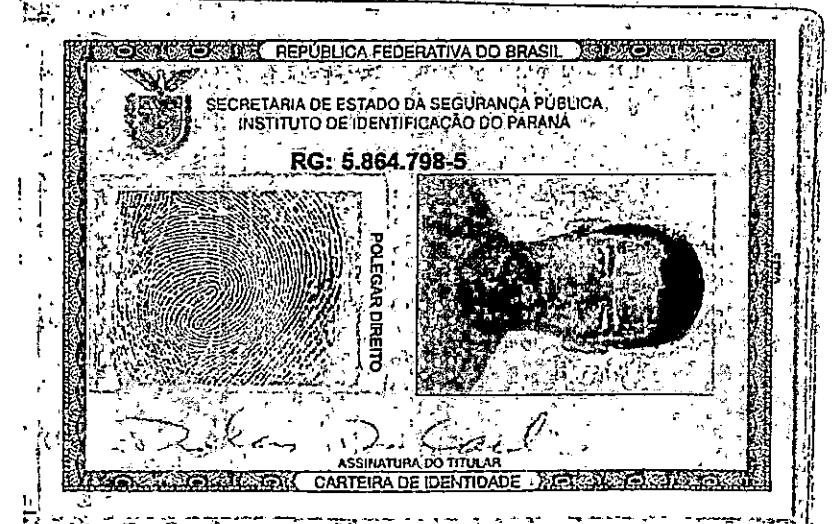 REPÚBLICA FEDERATIVA DO BRASIL
SECRETARIA DE ESTADO DA SEGURANÇA PÚBLICA
INSTITUTO DE IDENTIFICAÇÃO DO PARANÁ
RG: 5.864.798-5
POLEGAR DIREITO
ASSINATURA DO TITULAR
CARTEIRA DE IDENTIDADE